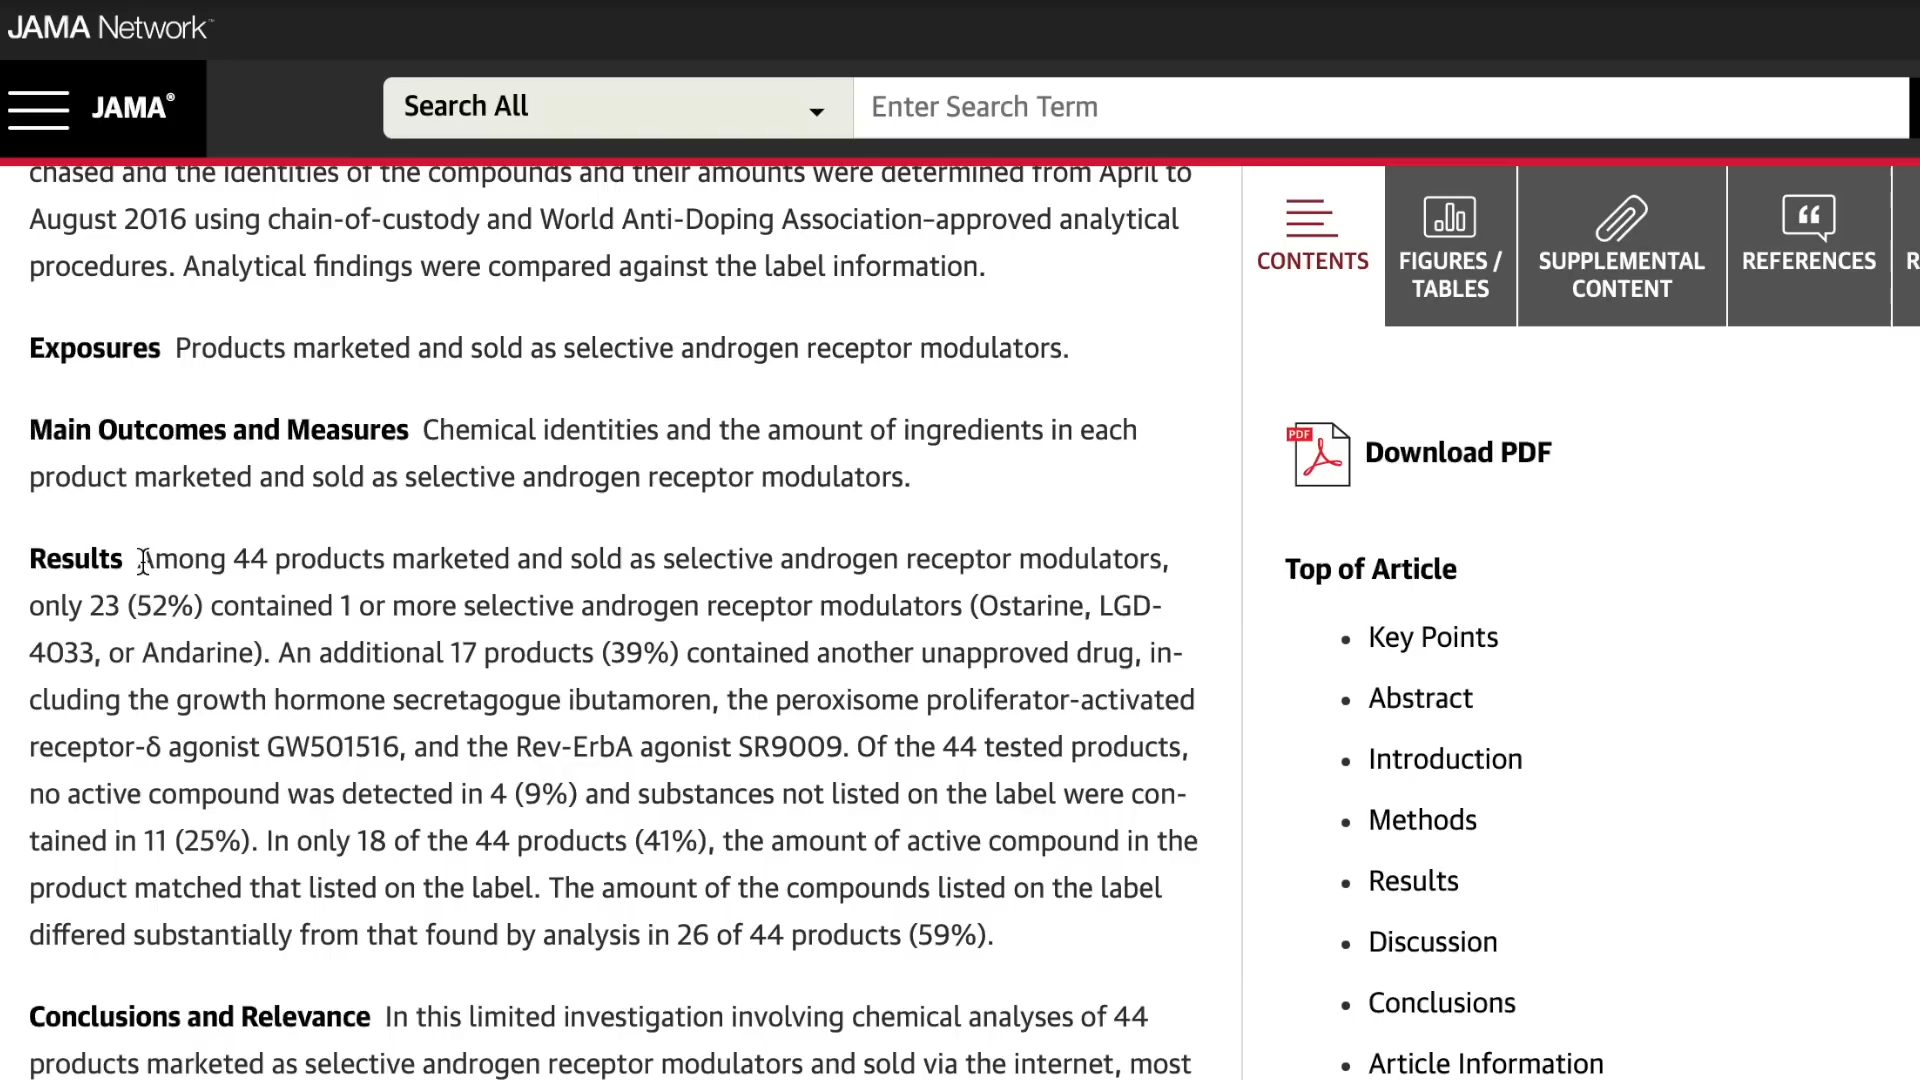 JAMA Network™
JAMA®
Search All
Enter Search Term
chased and the identities of the compounds and their amounts were determined from April to
August 2016 using chain-of-custody and World Anti-Doping Association–approved analytical
procedures. Analytical findings were compared against the label information.
Exposures Products marketed and sold as selective androgen receptor modulators.
Main Outcomes and Measures Chemical identities and the amount of ingredients in each
product marketed and sold as selective androgen receptor modulators.
Results Among 44 products marketed and sold as selective androgen receptor modulators,
only 23 (52%) contained 1 or more selective androgen receptor modulators (Ostarine, LGD-
4033, or Andarine). An additional 17 products (39%) contained another unapproved drug, in-
cluding the growth hormone secretagogue ibutamoren, the peroxisome proliferator-activated
receptor-δ agonist GW501516, and the Rev-ErbA agonist SR9009. Of the 44 tested products,
no active compound was detected in 4 (9%) and substances not listed on the label were con-
tained in 11 (25%). In only 18 of the 44 products (41%), the amount of active compound in the
product matched that listed on the label. The amount of the compounds listed on the label
differed substantially from that found by analysis in 26 of 44 products (59%).
Conclusions and Relevance In this limited investigation involving chemical analyses of 44
products marketed as selective androgen receptor modulators and sold via the internet, most
CONTENTS
FIGURES /
TABLES
SUPPLEMENTAL
CONTENT
REFERENCES
R
PDF
Download PDF
Top of Article
• Key Points
• Abstract
• Introduction
• Methods
• Results
• Discussion
• Conclusions
• Article Information